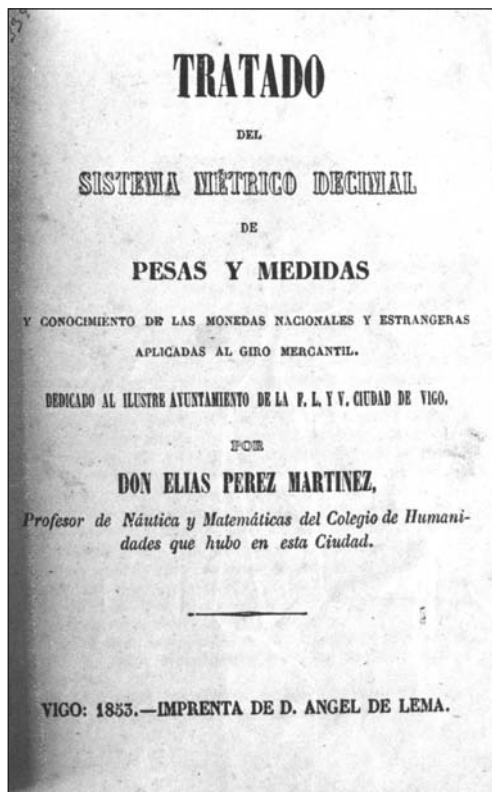 TRATADO
DEL
SISTEMA MÉTRICO DECIMAL
DE
PESAS Y MEDIDAS
Y CONOCIMIENTO DE LAS MONEDAS NACIONALES Y ESTRANGERAS
APLICADAS AL GIRO MERCANTIL.
DEDICADO AL ILUSTRE AYUNTAMIENTO DE LA F. L. Y V. CIUDAD DE VIGO,
POR
DON ELIAS PEREZ MARTINEZ,
Profesor de Náutica y Matemáticas del Colegio de Humani-
dades que hubo en esta Ciudad.
VIGO: 1853.—IMPRENTA DE D. ANGEL DE LEMA.